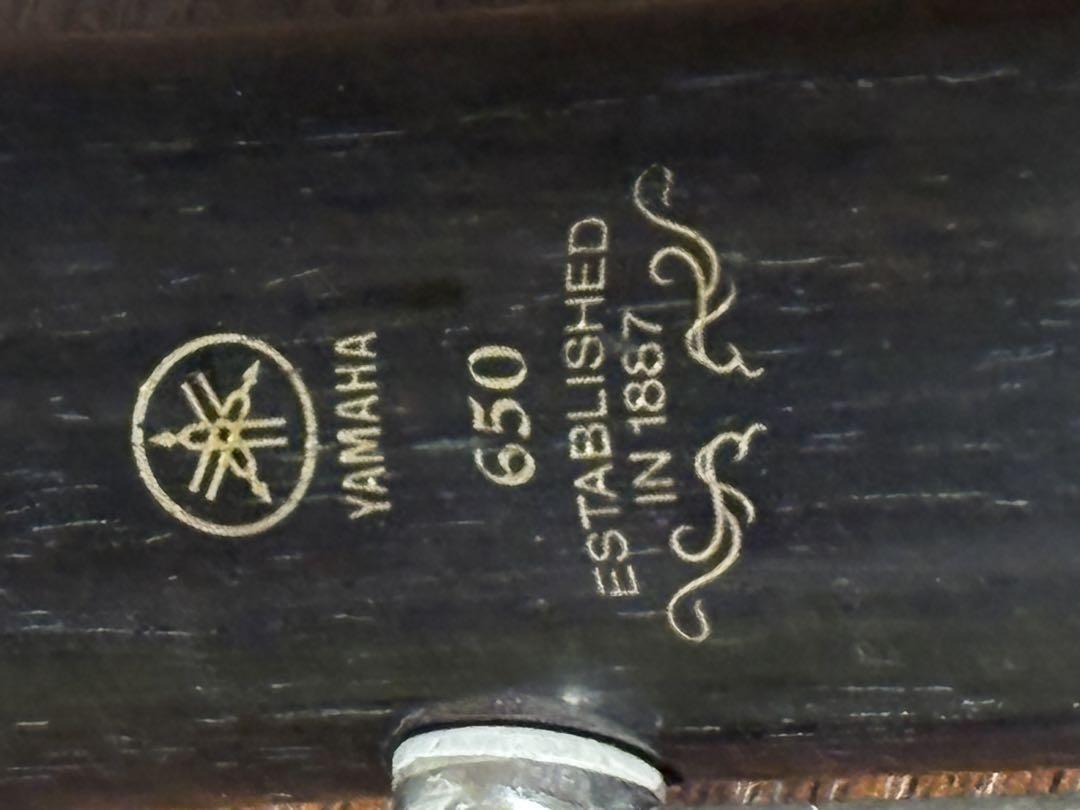 YAMAHA
650
ESTABLISHED
IN 1887